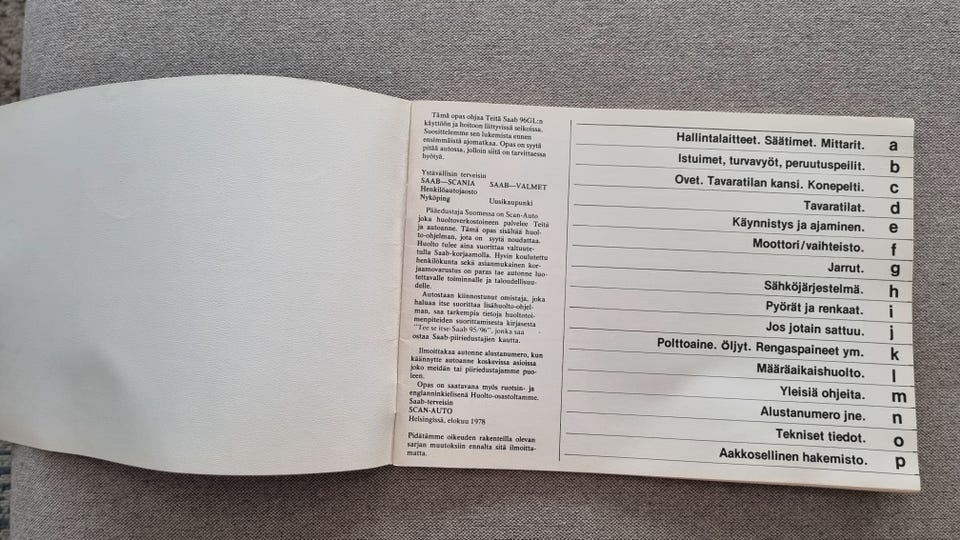 Tämä opas ohjaa Teitä Saab 96GL:n
käyttöön ja hoitoon liittyvissä seikoissa.
Suosittelemme sen lukemista ennen
ensimmäistä ajomatkaa. Opas on syytä
pitää autossa, jolloin siitä on tarvittaessa
hyötyä.
Ystävällisin terveisin
SAAB—SCANIA SAAB—VALMET
Henkilöautojaosto
Nyköping Uusikaupunki
Pääedustaja Suomessa on Scan-Auto
joka huoltoverkostoineen palvelee Teitä
ja autoanne. Tämä opas sisältää huol-
to-ohjelman, jota on syytä noudattaa.
Huolto tulee aina suorittaa valtuute-
tulla Saab-korjaamolla. Hyvin koulutettu
henkilökunta sekä asianmukainen kor-
jaamovarustus on paras tae autonne luo-
tettavalle toiminnalle ja taloudellisuu-
delle.
Autostaan kiinnostunut omistaja, joka
haluaa itse suorittaa lisähuolto-ohjel-
man, saa tarkempia tietoja huoltotoi-
menpiteiden suorittamisesta kirjasesta
"Tee se itse-Saab 95/96", jonka saa
ostaa Saab-piiriedustajien kautta.
Ilmoittakaa autonne alustanumero, kun
käännytte autoanne koskevissa asioissa
joko meidän tai piiriedustajamme puo-
leen.
Opas on saatavana myös ruotsin- ja
englanninkielisenä Huolto-osastoltamme.
Saab-terveisin
SCAN-AUTO
Helsingissä, elokuu 1978
Pidätämme oikeuden rakenteilla olevan
sarjan muutoksiin ennalta sitä ilmoitta-
matta.
Hallintalaitteet. Säätimet. Mittarit. a
Istuimet, turvavyöt, peruutuspeilit. b
Ovet. Tavaratilan kansi. Konepelti. c
Tavaratilat. d
Käynnistys ja ajaminen. e
Moottori/vaihteisto. f
Jarrut. g
Sähköjärjestelmä. h
Pyörät ja renkaat. i
Jos jotain sattuu. j
Polttoaine. Öljyt. Rengaspaineet ym. k
Määräaikaishuolto. l
Yleisiä ohjeita. m
Alustanumero jne. n
Tekniset tiedot. o
Aakkosellinen hakemisto. p